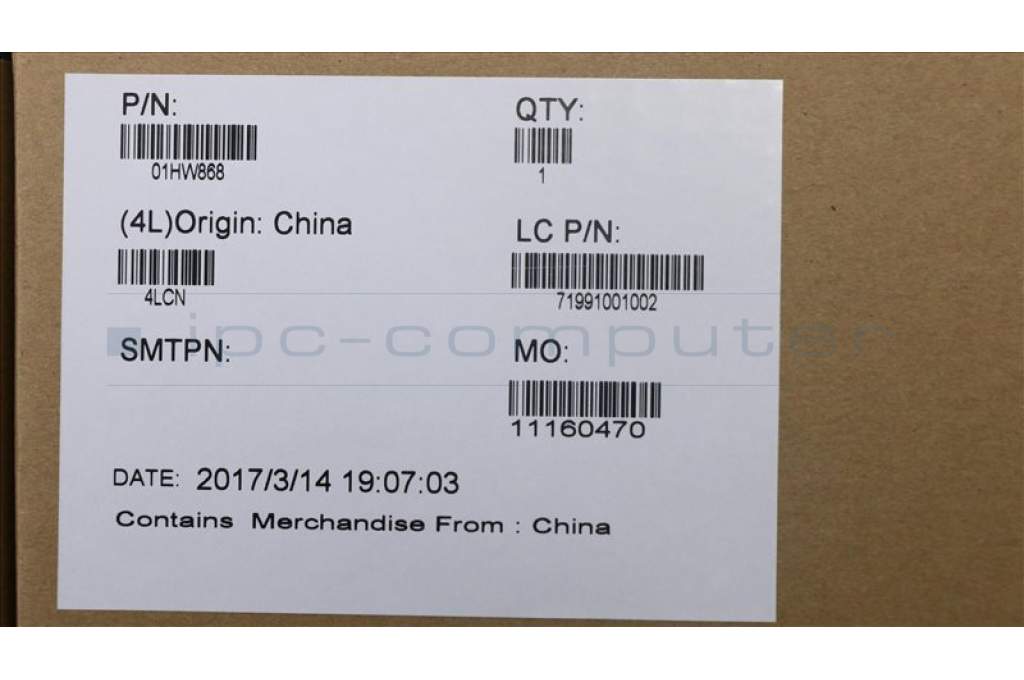 P/N:
01HW868
QTY:
1
(4L)Origin: China
4LCN
LC P/N:
71991001002
ipc-computer
SMTPN:
MO:
11160470
DATE: 2017/3/14 19:07:03
Contains Merchandise From : China